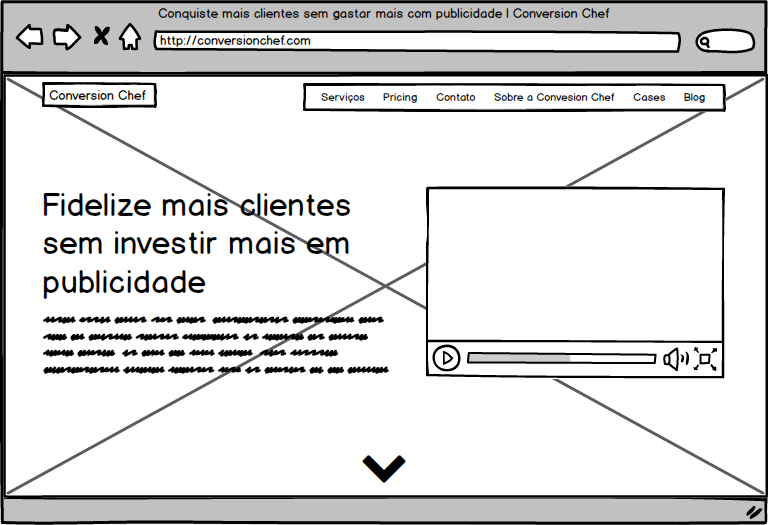 Conquiste mais clientes sem gastar mais com publicidade | Conversion Chef
http://conversionchef.com
Conversion Chef
Serviços Pricing Contato Sobre a Convesion Chef Cases Blog
Fidelize mais clientes
sem investir mais em
publicidade